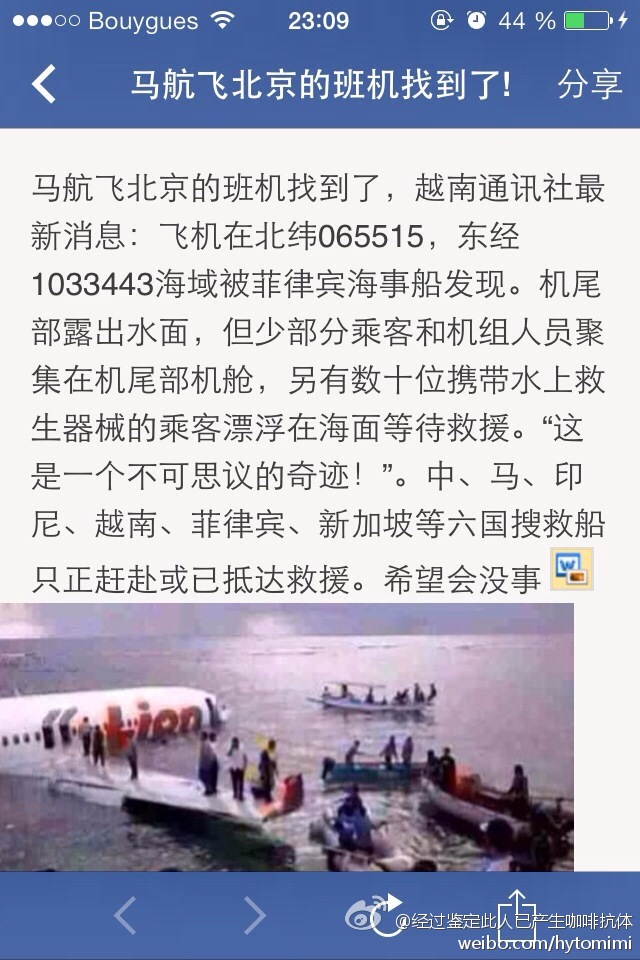 Bouygues 23:09 44 %
马航飞北京的班机找到了! 分享
马航飞北京的班机找到了，越南通讯社最
新消息：飞机在北纬065515，东经
1033443海域被菲律宾海事船发现。机尾
部露出水面，但少部分乘客和机组人员聚
集在机尾部机舱，另有数十位携带水上救
生器械的乘客漂浮在海面等待救援。“这
是一个不可思议的奇迹！”。中、马、印
尼、越南、菲律宾、新加坡等六国搜救船
只正赶赴或已抵达救援。希望会没事
W
lion
@经过鉴定此人已产生咖啡抗体
weibo.com/hytomimi